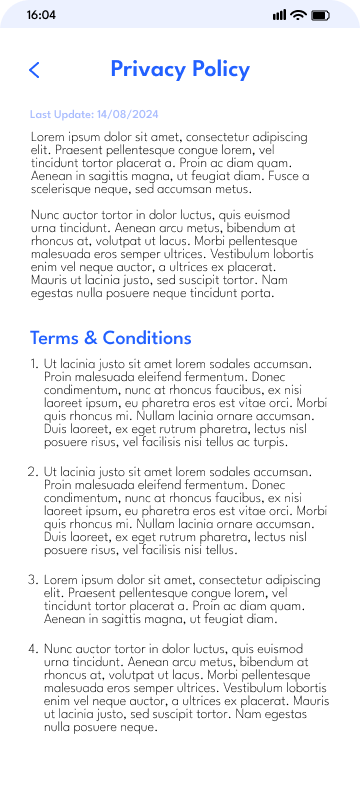 16:04
Privacy Policy
Last Update: 14/08/2024
Lorem ipsum dolor sit amet, consectetur adipiscing
elit. Praesent pellentesque congue lorem, vel
tincidunt tortor placerat a. Proin ac diam quam.
Aenean in sagittis magna, ut feugiat diam. Fusce a
scelerisque neque, sed accumsan metus.
Nunc auctor tortor in dolor luctus, quis euismod
urna tincidunt. Aenean arcu metus, bibendum at
rhoncus at, volutpat ut lacus. Morbi pellentesque
malesuada eros semper ultrices. Vestibulum lobortis
enim vel neque auctor, a ultrices ex placerat.
Mauris ut lacinia justo, sed suscipit tortor. Nam
egestas nulla posuere neque tincidunt porta.
Terms & Conditions
1. Ut lacinia justo sit amet lorem sodales accumsan.
Proin malesuada eleifend fermentum. Donec
condimentum, nunc at rhoncus faucibus, ex nisi
laoreet ipsum, eu pharetra eros est vitae orci. Morbi
quis rhoncus mi. Nullam lacinia ornare accumsan.
Duis laoreet, ex eget rutrum pharetra, lectus nisl
posuere risus, vel facilisis nisi tellus ac turpis.
2. Ut lacinia justo sit amet lorem sodales accumsan.
Proin malesuada eleifend fermentum. Donec
condimentum, nunc at rhoncus faucibus, ex nisi
laoreet ipsum, eu pharetra eros est vitae orci. Morbi
quis rhoncus mi. Nullam lacinia ornare accumsan.
Duis laoreet, ex eget rutrum pharetra, lectus nisl
posuere risus, vel facilisis nisi tellus.
3. Lorem ipsum dolor sit amet, consectetur adipiscing
elit. Praesent pellentesque congue lorem, vel
tincidunt tortor placerat a. Proin ac diam quam.
Aenean in sagittis magna, ut feugiat diam.
4. Nunc auctor tortor in dolor luctus, quis euismod
urna tincidunt. Aenean arcu metus, bibendum at
rhoncus at, volutpat ut lacus. Morbi pellentesque
malesuada eros semper ultrices. Vestibulum lobortis
enim vel neque auctor, a ultrices ex placerat. Mauris
ut lacinia justo, sed suscipit tortor. Nam egestas
nulla posuere neque.